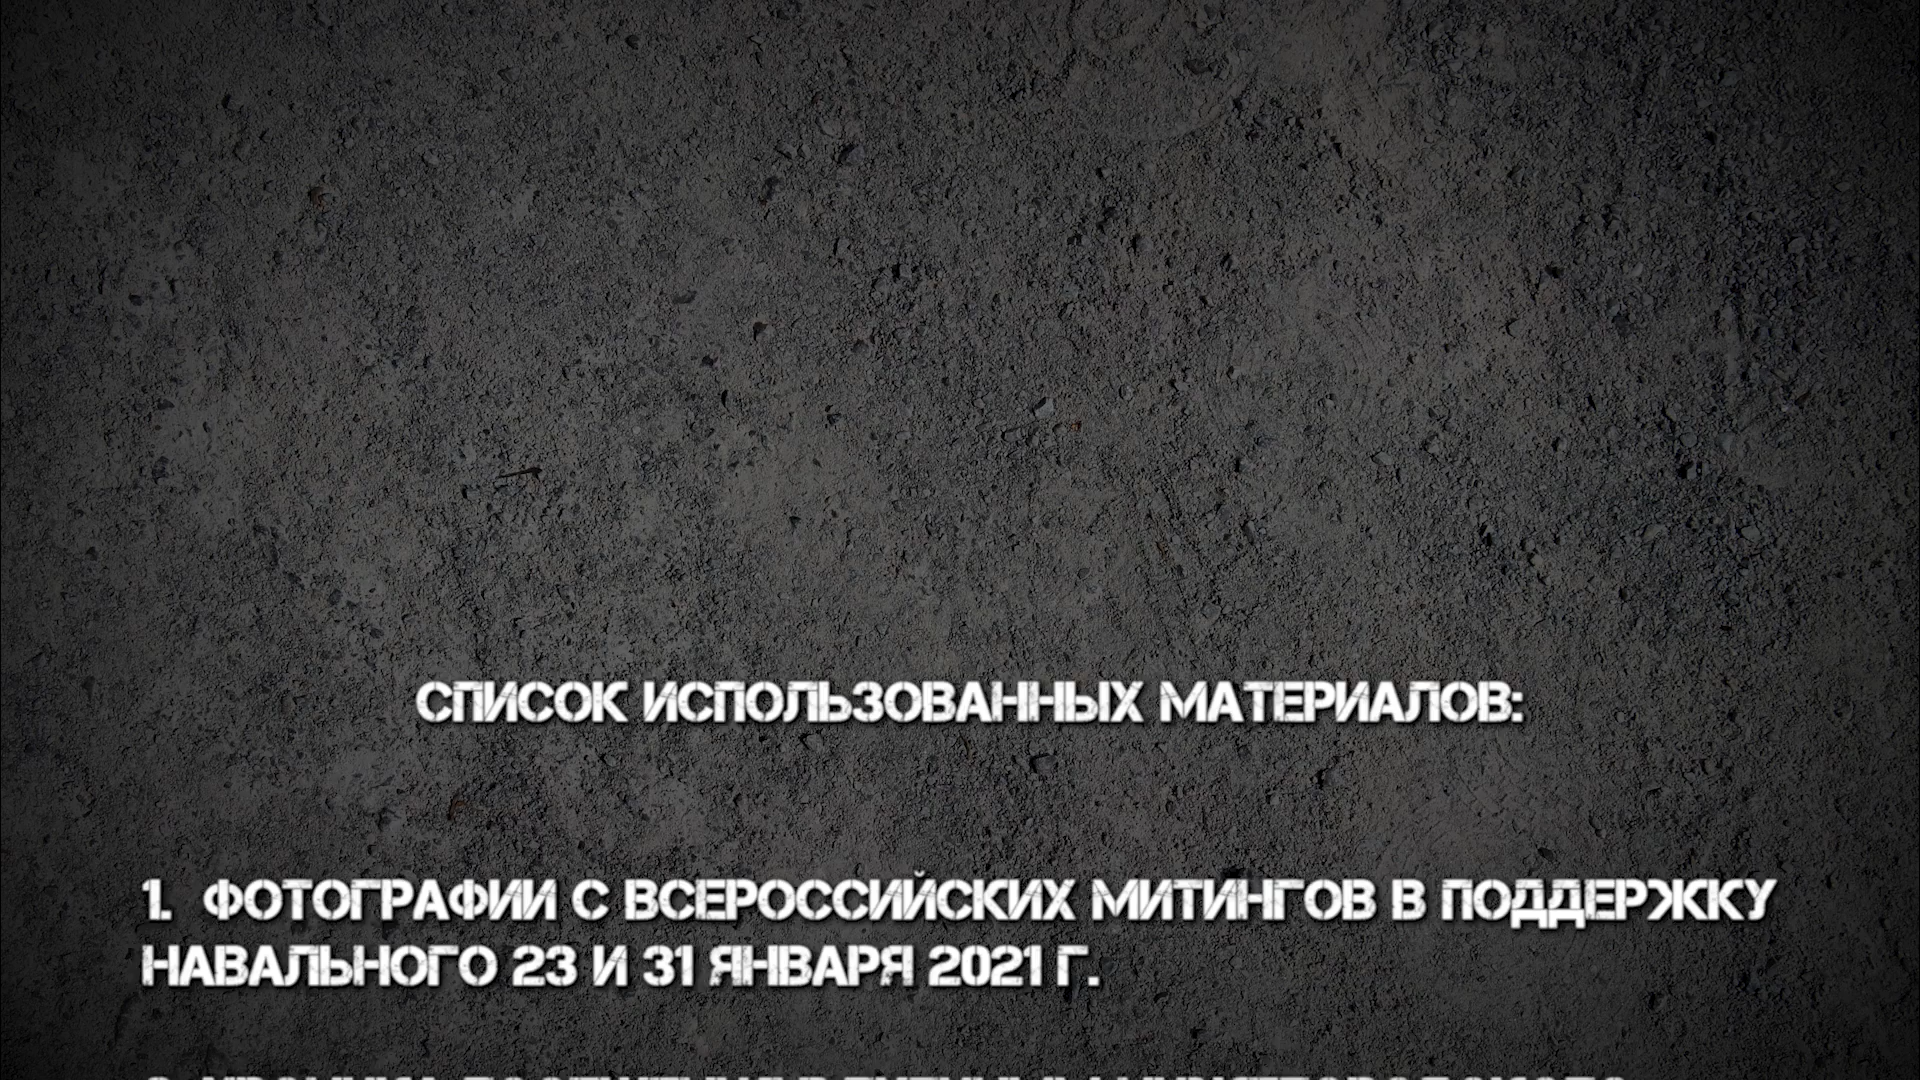 СПИСОК ИСПОЛЬЗОВАННЫХ МАТЕРИАЛОВ:
1. ФОТОГРАФИИ С ВСЕРОССИЙСКИХ МИТИНГОВ В ПОДДЕРЖКУ
НАВАЛЬНОГО 23 И 31 ЯНВАРЯ 2021 Г.